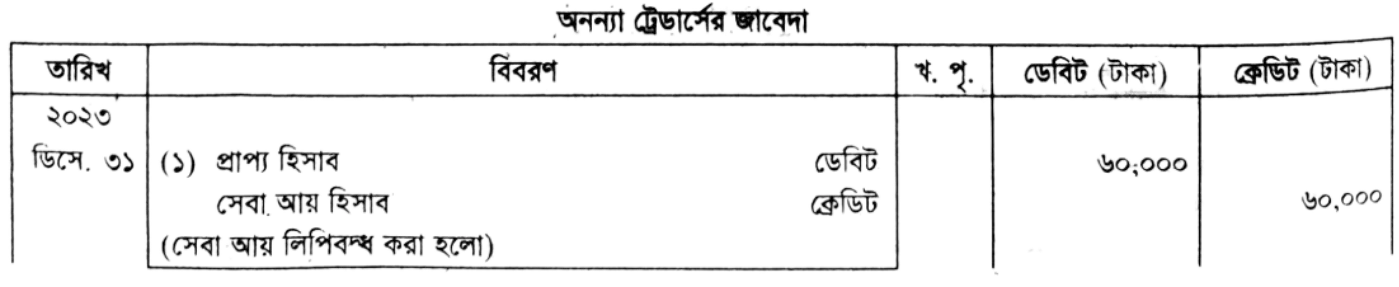 অনন্যা ট্রেডার্সের জাবেদা
তারিখ বিবরণ খ. পৃ. ডেবিট (টাকা) ক্রেডিট (টাকা)
২০২৩
ডিসে. ৩১ (১) প্রাপ্য হিসাব ডেবিট ৬০,০০০
সেবা আয় হিসাব ক্রেডিট ৬০,০০০
(সেবা আয় লিপিবদ্ধ করা হলো)